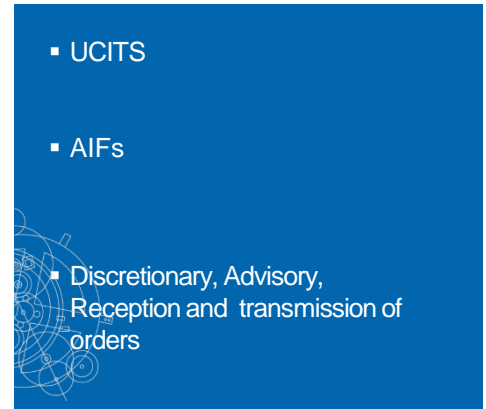 ▪ UCITS
▪ AIFs
▪ Discretionary, Advisory,
Reception and transmission of
orders